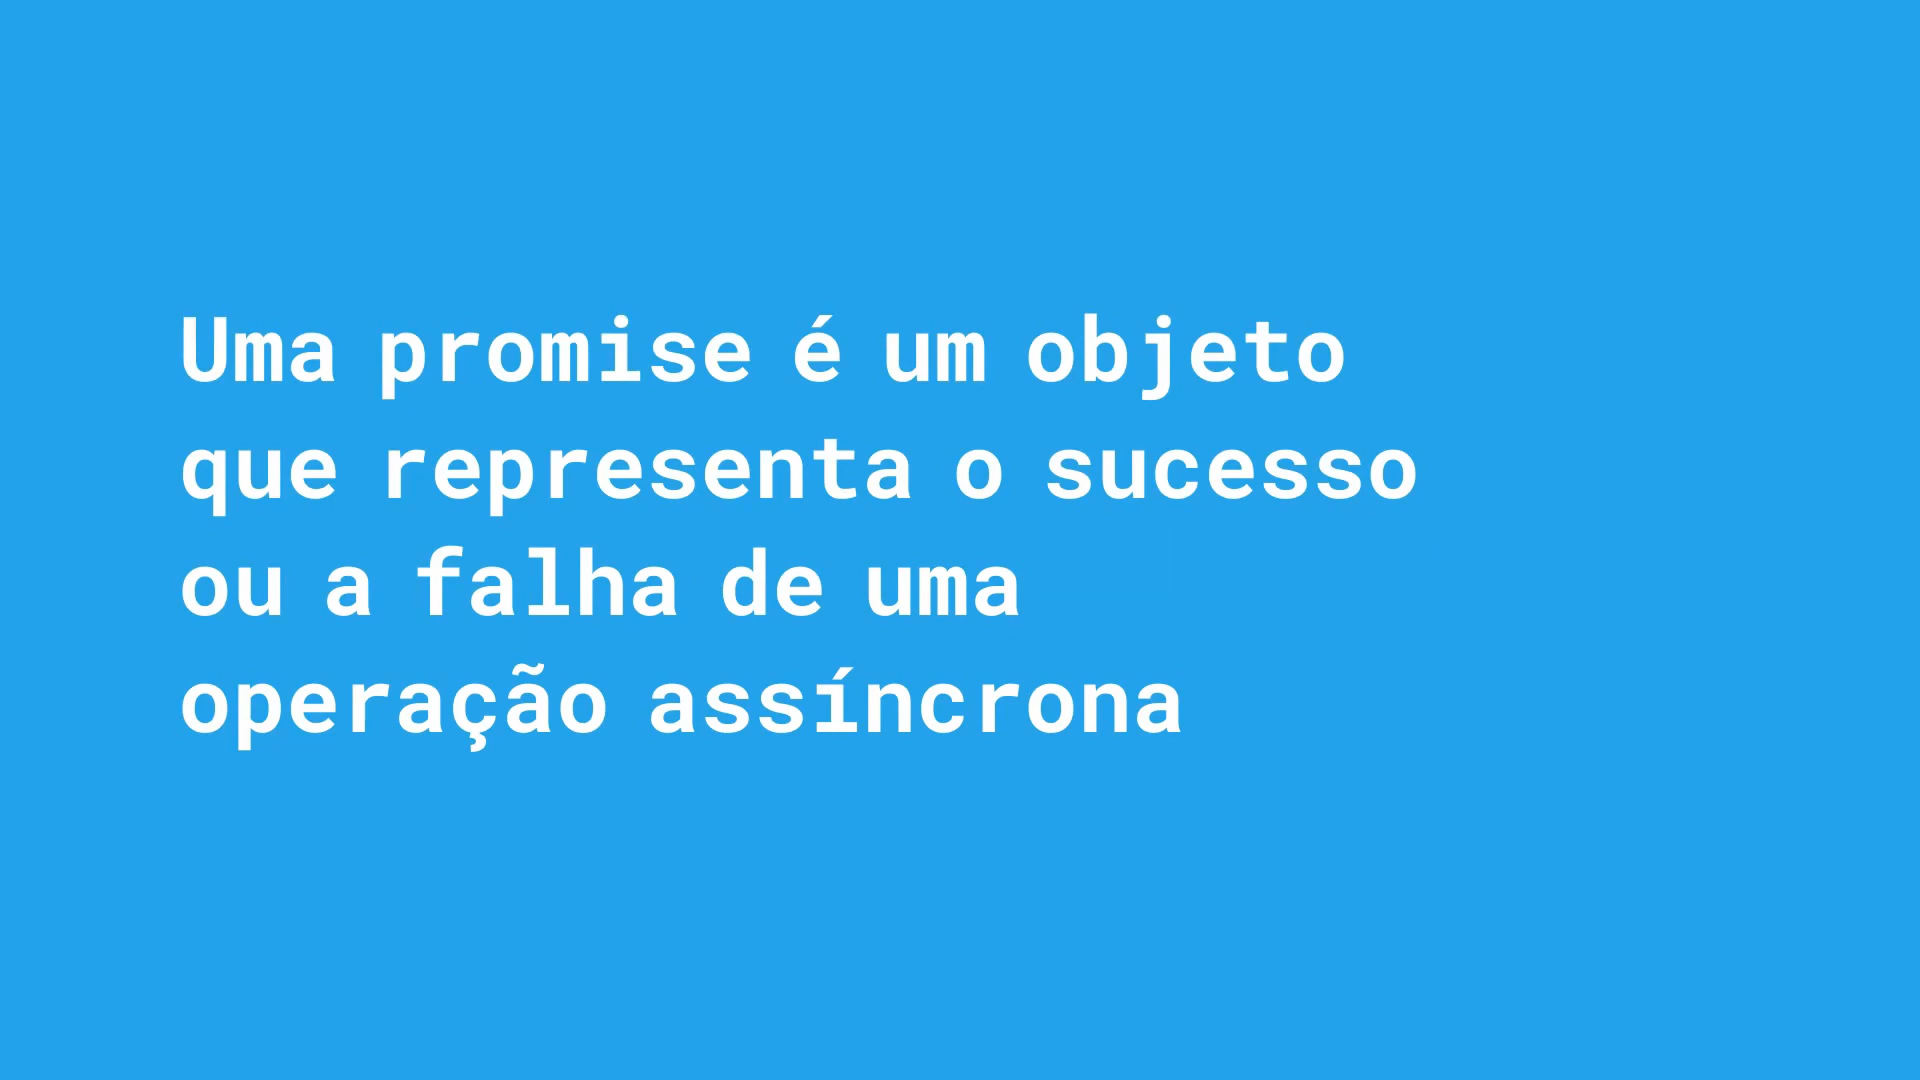 Uma promise é um objeto
que representa o sucesso
ou a falha de uma
operação assíncrona